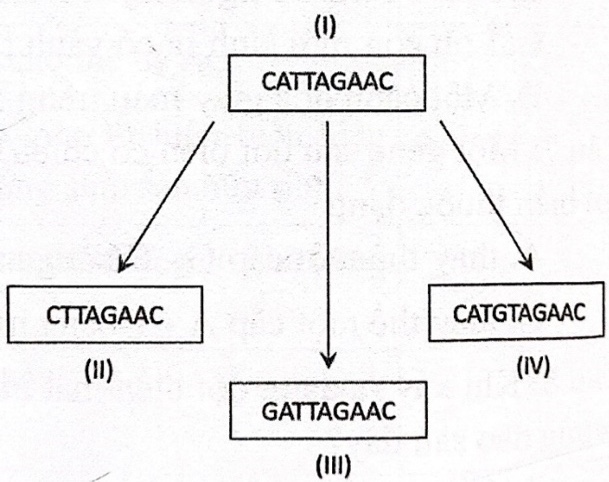 (I)
CATTAGAAC
CTTAGAAC
CATGTAGAAC
(II)
(IV)
GATTAGAAC
(III)